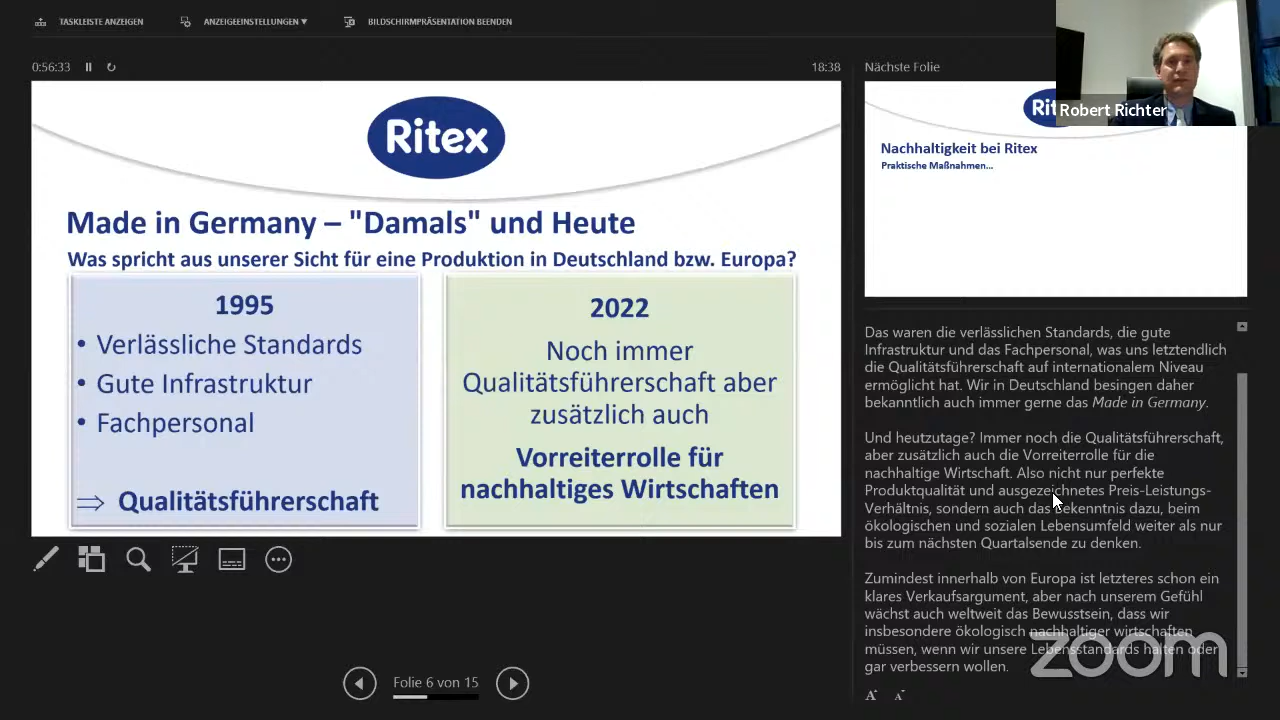 TASKLEISTE ANZEIGEN
ANZEIGEEINSTELLUNGEN ▼
BILDSCHIRMPRÄSENTATION BEENDEN
0:56:33
18:38
Ritex
Made in Germany – "Damals" und Heute
Was spricht aus unserer Sicht für eine Produktion in Deutschland bzw. Europa?
1995
• Verlässliche Standards
• Gute Infrastruktur
• Fachpersonal
⇒ Qualitätsführerschaft
2022
Noch immer
Qualitätsführerschaft aber
zusätzlich auch
Vorreiterrolle für
nachhaltiges Wirtschaften
Folie 6 von 15
Nächste Folie
Rit
Robert Richter
Nachhaltigkeit bei Ritex
Praktische Maßnahmen...
Das waren die verlässlichen Standards, die gute
Infrastruktur und das Fachpersonal, was uns letztendlich
die Qualitätsführerschaft auf internationalem Niveau
ermöglicht hat. Wir in Deutschland besingen daher
bekanntlich auch immer gerne das Made in Germany.
Und heutzutage? Immer noch die Qualitätsführerschaft,
aber zusätzlich auch die Vorreiterrolle für die
nachhaltige Wirtschaft. Also nicht nur perfekte
Produktqualität und ausgezeichnetes Preis-Leistungs-
Verhältnis, sondern auch das Bekenntnis dazu, beim
ökologischen und sozialen Lebensumfeld weiter als nur
bis zum nächsten Quartalsende zu denken.
Zumindest innerhalb von Europa ist letzteres schon ein
klares Verkaufsargument, aber nach unserem Gefühl
wächst auch weltweit das Bewusstsein, dass wir
insbesondere ökologisch nachhaltiger wirtschaften
müssen, wenn wir unsere Lebensstandards halten oder
gar verbessern wollen.
zoom
A A